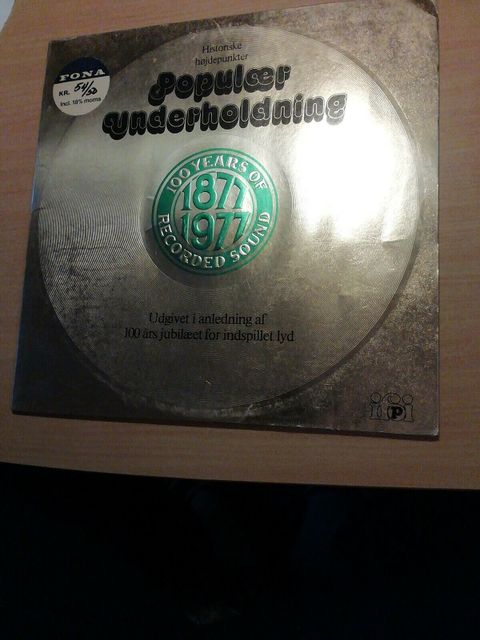 Historiske
højdepunkter
Populær
underholdning
FONA
KR. 54/50
Incl. 18% moms
100 YEARS OF
1877
1977
RECORDED SOUND
Udgivet i anledning af
100 års jubilæet for indspillet lyd
ifpi